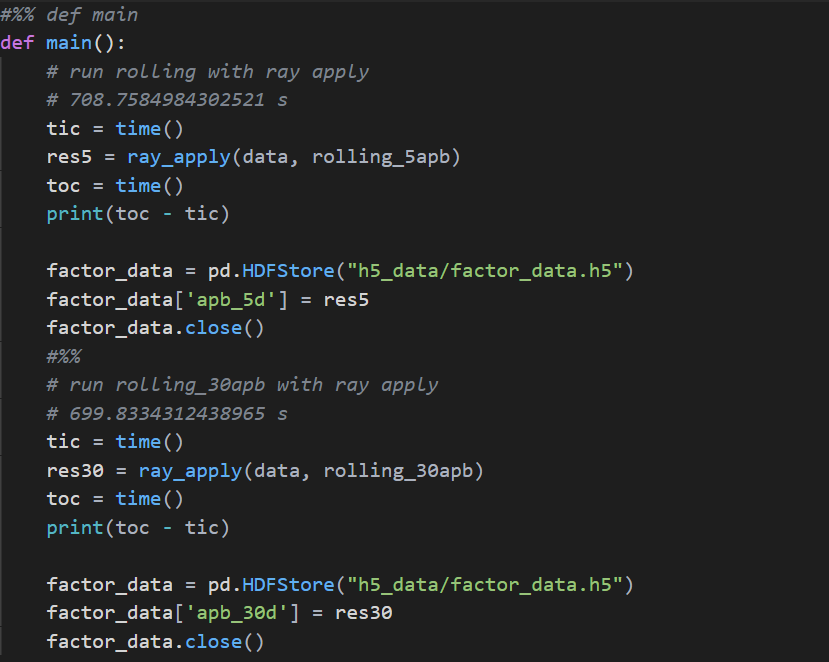 #%% def main
def main():
    # run rolling with ray apply
    # 708.7584984302521 s
    tic = time()
    res5 = ray_apply(data, rolling_5apb)
    toc = time()
    print(toc - tic)

    factor_data = pd.HDFStore("h5_data/factor_data.h5")
    factor_data['apb_5d'] = res5
    factor_data.close()
    #%%
    # run rolling_30apb with ray apply
    # 699.8334312438965 s
    tic = time()
    res30 = ray_apply(data, rolling_30apb)
    toc = time()
    print(toc - tic)

    factor_data = pd.HDFStore("h5_data/factor_data.h5")
    factor_data['apb_30d'] = res30
    factor_data.close()